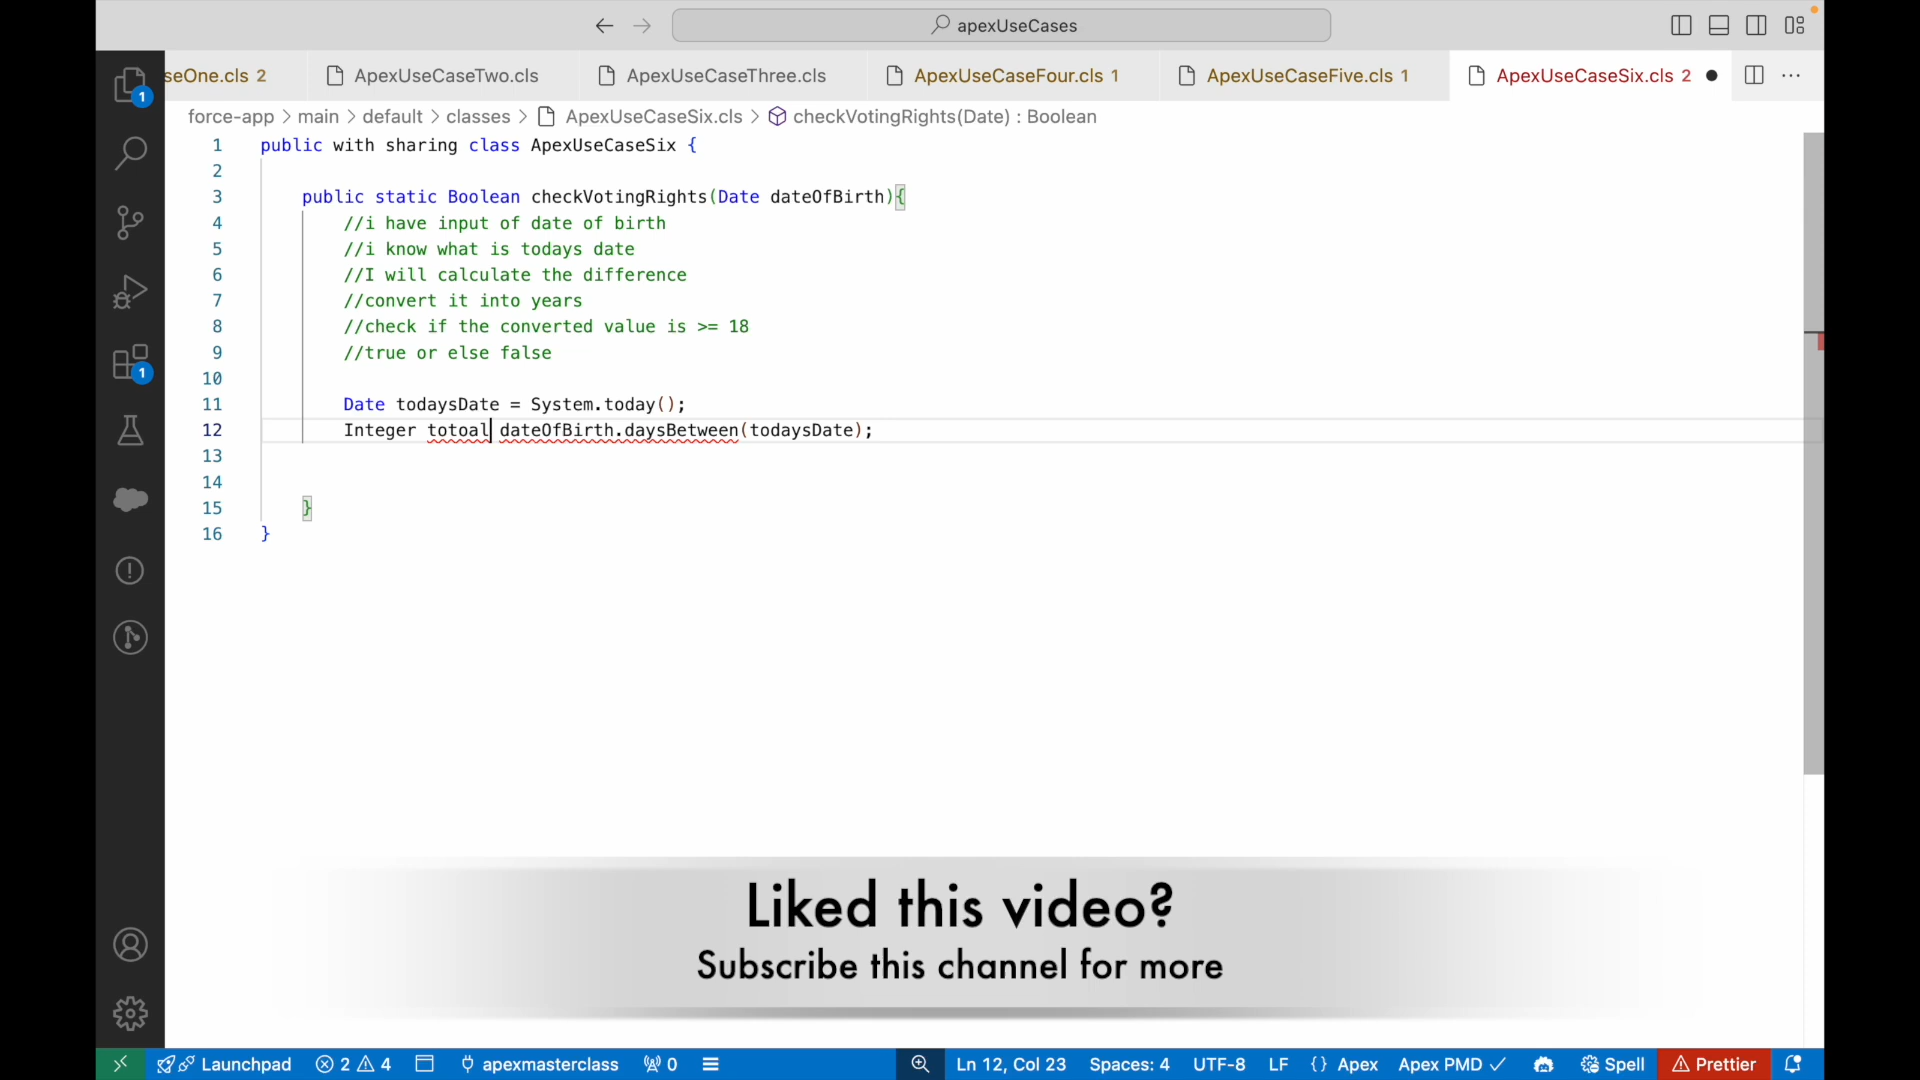 apexUseCases
seOne.cls 2 ApexUseCaseTwo.cls ApexUseCaseThree.cls ApexUseCaseFour.cls 1 ApexUseCaseFive.cls 1 ApexUseCaseSix.cls 2
force-app > main > default > classes > ApexUseCaseSix.cls > checkVotingRights(Date) : Boolean
1 public with sharing class ApexUseCaseSix {
2
3 public static Boolean checkVotingRights(Date dateOfBirth){
4 //i have input of date of birth
5 //i know what is todays date
6 //I will calculate the difference
7 //convert it into years
8 //check if the converted value is >= 18
9 //true or else false
10
11 Date todaysDate = System.today();
12 Integer totoal dateOfBirth.daysBetween(todaysDate);
13
14
15 }
16 }
1
1
Liked this video?
Subscribe this channel for more
Launchpad 2 4 apexmasterclass 0 Ln 12, Col 23 Spaces: 4 UTF-8 LF {} Apex Apex PMD Spell Prettier